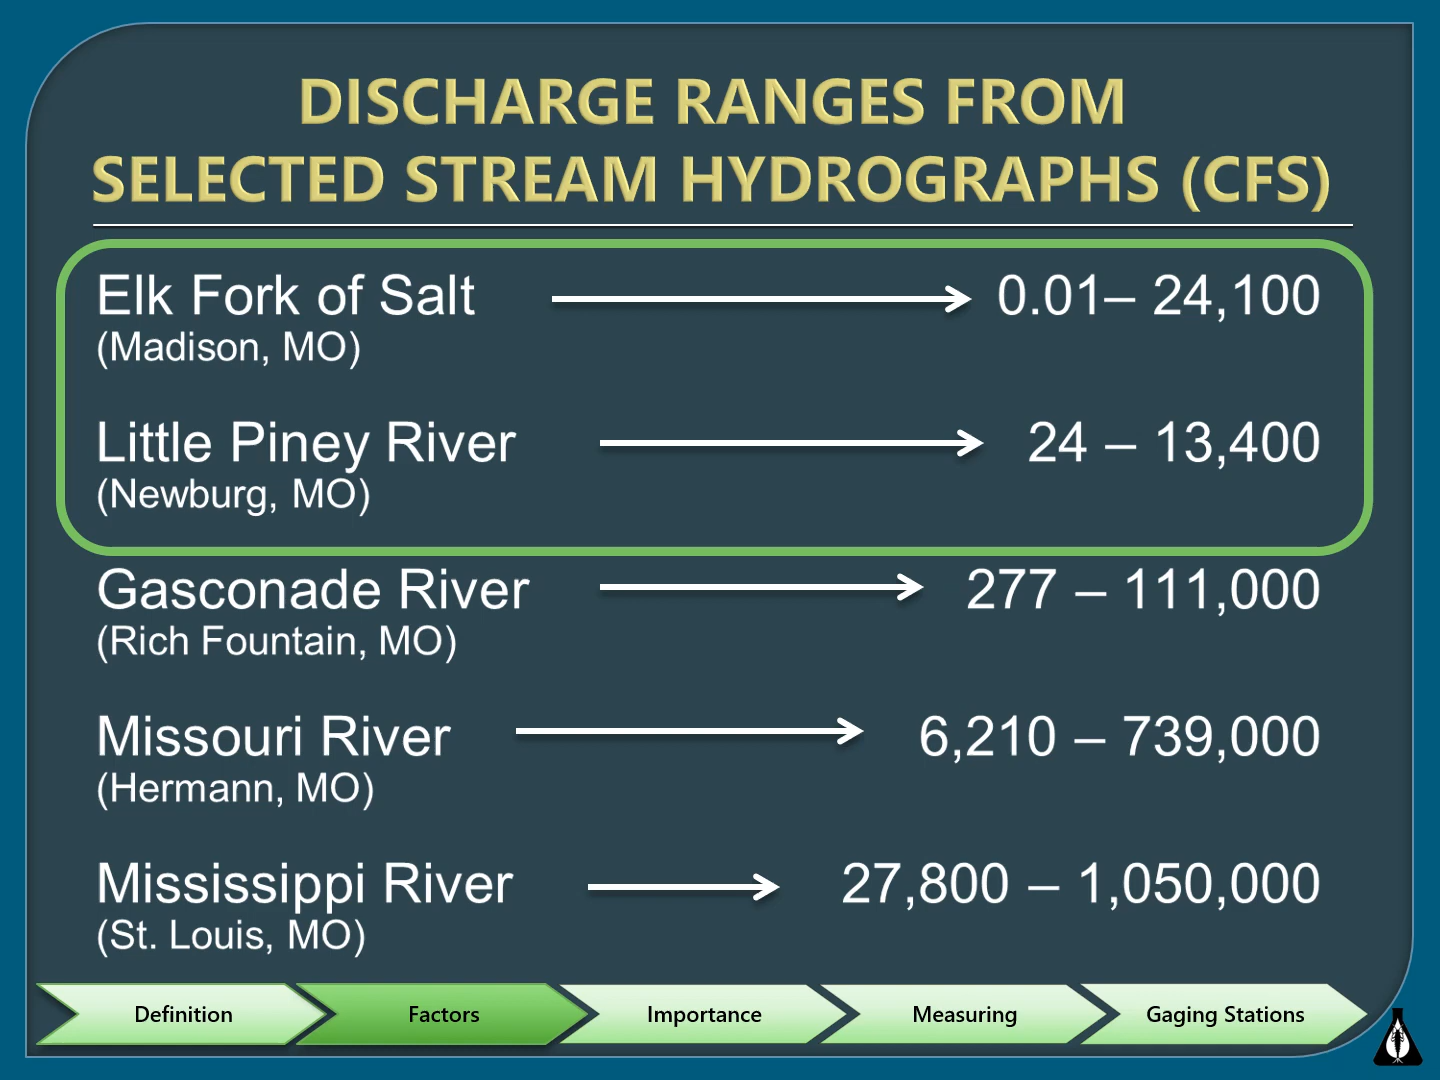 DISCHARGE RANGES FROM
SELECTED STREAM HYDROGRAPHS (CFS)
Elk Fork of Salt 0.01– 24,100
(Madison, MO)
Little Piney River 24 – 13,400
(Newburg, MO)
Gasconade River 277 – 111,000
(Rich Fountain, MO)
Missouri River 6,210 – 739,000
(Hermann, MO)
Mississippi River 27,800 – 1,050,000
(St. Louis, MO)
Definition Factors Importance Measuring Gaging Stations